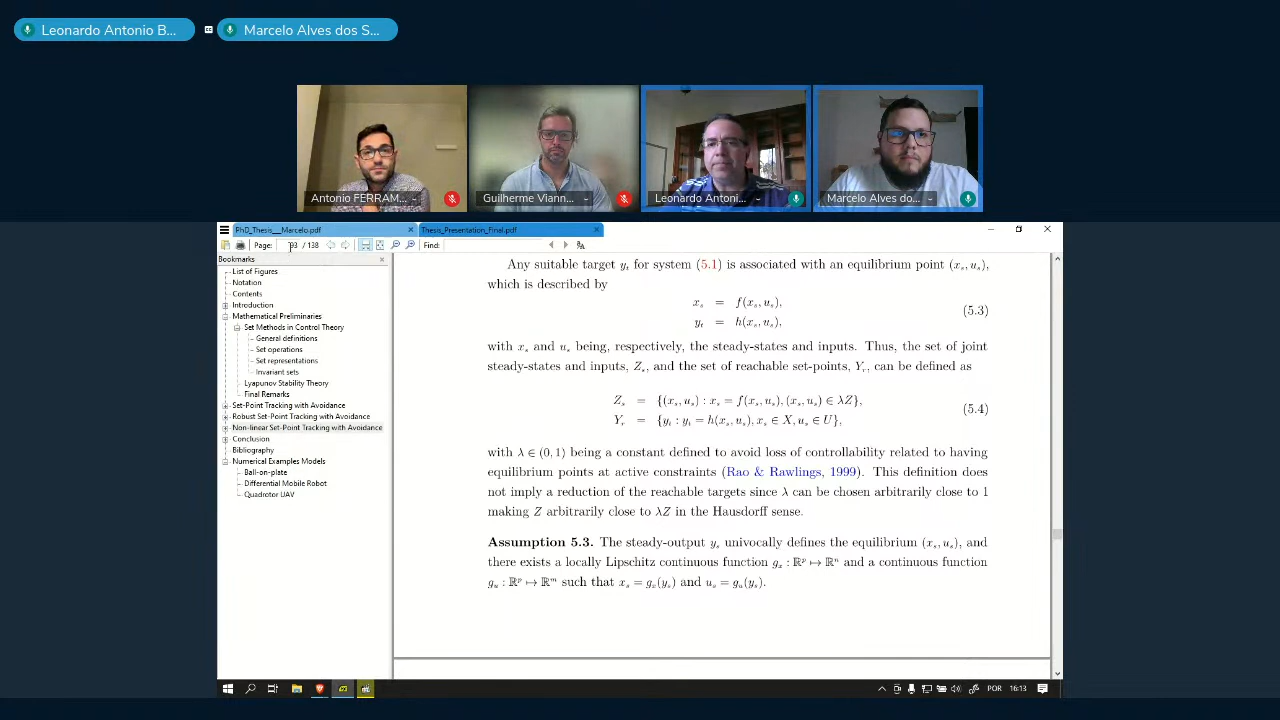 Leonardo Antonio B...
Marcelo Alves dos S...
Antonio FERRAM...
Guilherme Viann...
Leonardo Antoni...
Marcelo Alves do...
PhD_Thesis__Marcelo.pdf
Thesis_Presentation_Final.pdf
Page: 93 / 138
Find:
Bookmarks
List of Figures
Notation
Contents
Introduction
Mathematical Preliminaries
Set Methods in Control Theory
General definitions
Set operations
Set representations
Invariant sets
Lyapunov Stability Theory
Final Remarks
Set-Point Tracking with Avoidance
Robust Set-Point Tracking with Avoidance
Non-linear Set-Point Tracking with Avoidance
Conclusion
Bibliography
Numerical Examples Models
Ball-on-plate
Differential Mobile Robot
Quadrotor UAV
Any suitable target y_t for system (5.1) is associated with an equilibrium point (x_s, u_s),
which is described by
x_s = f(x_s, u_s),
y_t = h(x_s, u_s),
(5.3)
with x_s and u_s being, respectively, the steady-states and inputs. Thus, the set of joint
steady-states and inputs, Z_s, and the set of reachable set-points, Y_r, can be defined as
Z_s = {(x_s, u_s) : x_s = f(x_s, u_s), (x_s, u_s) ∈ λZ},
Y_r = {y_t : y_t = h(x_s, u_s), x_s ∈ X, u_s ∈ U},
(5.4)
with λ ∈ (0, 1) being a constant defined to avoid loss of controllability related to having
equilibrium points at active constraints (Rao & Rawlings, 1999). This definition does
not imply a reduction of the reachable targets since λ can be chosen arbitrarily close to 1
making Z arbitrarily close to λZ in the Hausdorff sense.
Assumption 5.3. The steady-output y_s univocally defines the equilibrium (x_s, u_s), and
there exists a locally Lipschitz continuous function g_x : ℝ^p ↦ ℝ^n and a continuous function
g_u : ℝ^p ↦ ℝ^m such that x_s = g_x(y_s) and u_s = g_u(y_s).
POR
16:13